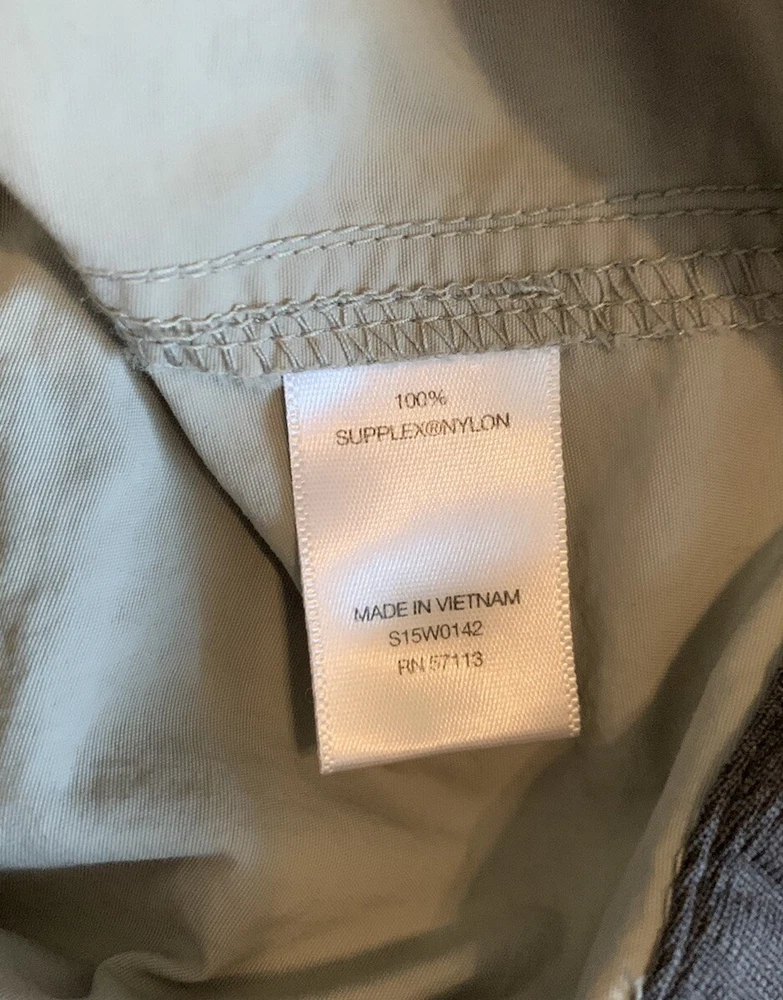 100%
SUPPLEX®NYLON
MADE IN VIETNAM
S15W0142
RN 57113